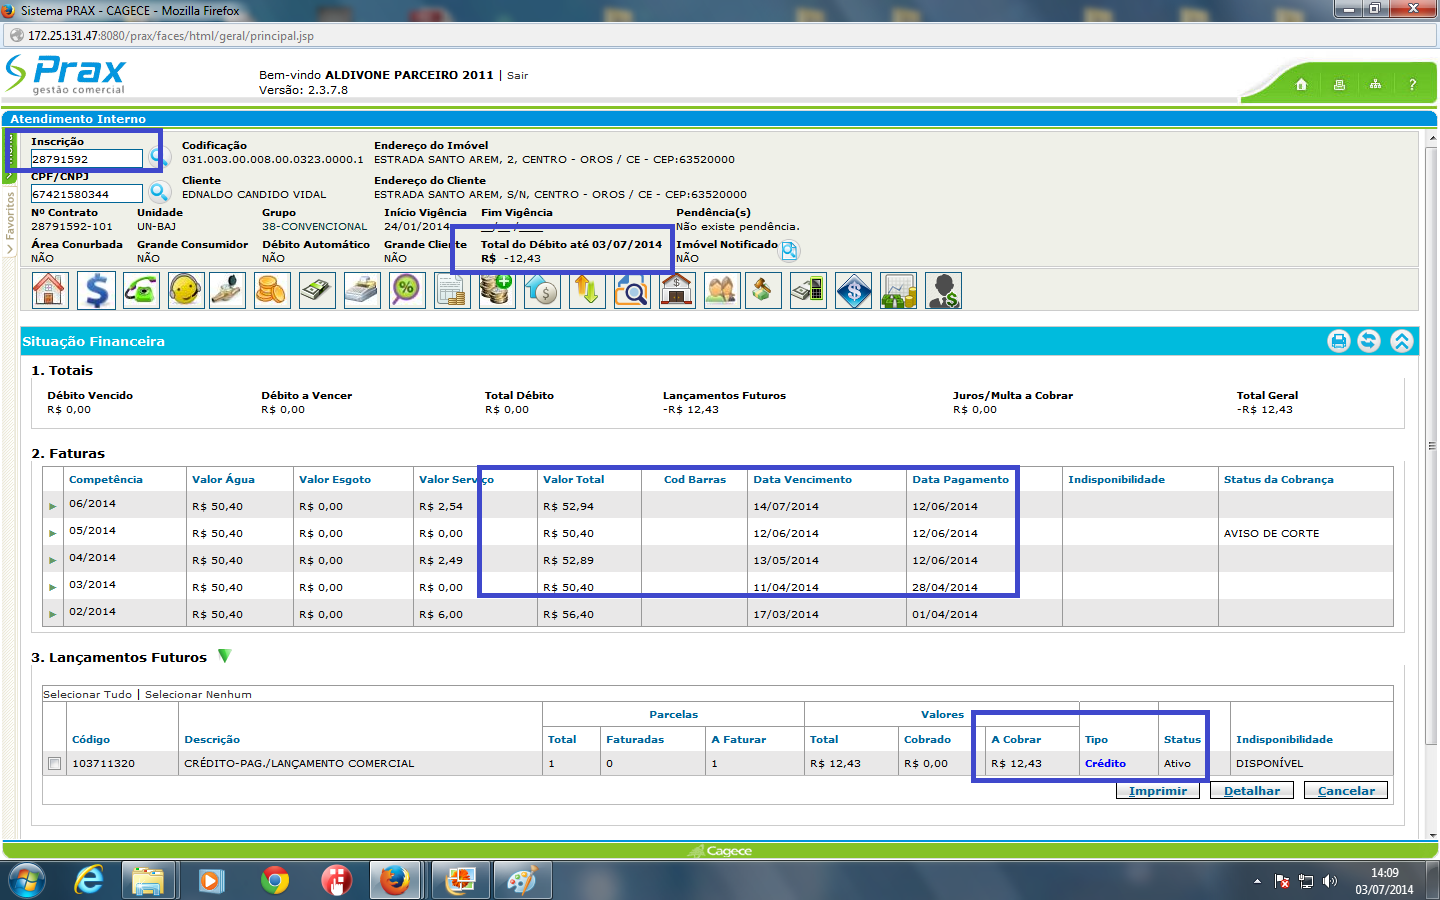 Sistema PRAX - CAGECE - Mozilla Firefox
172.25.131.47:8080/prax/faces/html/geral/principal.jsp
Prax
gestão comercial
Bem-vindo ALDIVONE PARCEIRO 2011 | Sair
Versão: 2.3.7.8
?
Atendimento Interno
Favoritos
Inscrição Codificação Endereço do Imóvel
28791592 031.003.00.008.00.0323.0000.1 ESTRADA SANTO AREM, 2, CENTRO - OROS / CE - CEP:63520000
CPF/CNPJ Cliente Endereço do Cliente
67421580344 EDNALDO CANDIDO VIDAL ESTRADA SANTO AREM, S/N, CENTRO - OROS / CE - CEP:63520000
Nº Contrato Unidade Grupo Início Vigência Fim Vigência Pendência(s)
28791592-101 UN-BAJ 38-CONVENCIONAL 24/01/2014 __/__/____ Não existe pendência.
Área Conurbada Grande Consumidor Débito Automático Grande Cliente Total do Débito até 03/07/2014 Imóvel Notificado
NÃO NÃO NÃO NÃO R$ -12,43 NÃO
Situação Financeira
1. Totais
Débito Vencido Débito a Vencer Total Débito Lançamentos Futuros Juros/Multa a Cobrar Total Geral
R$ 0,00 R$ 0,00 R$ 0,00 -R$ 12,43 R$ 0,00 -R$ 12,43
2. Faturas
Competência Valor Água Valor Esgoto Valor Serviço Valor Total Cod Barras Data Vencimento Data Pagamento Indisponibilidade Status da Cobrança
06/2014 R$ 50,40 R$ 0,00 R$ 2,54 R$ 52,94 14/07/2014 12/06/2014
05/2014 R$ 50,40 R$ 0,00 R$ 0,00 R$ 50,40 12/06/2014 12/06/2014 AVISO DE CORTE
04/2014 R$ 50,40 R$ 0,00 R$ 2,49 R$ 52,89 13/05/2014 12/06/2014
03/2014 R$ 50,40 R$ 0,00 R$ 0,00 R$ 50,40 11/04/2014 28/04/2014
02/2014 R$ 50,40 R$ 0,00 R$ 6,00 R$ 56,40 17/03/2014 01/04/2014
3. Lançamentos Futuros
Selecionar Tudo | Selecionar Nenhum
Parcelas Valores
Código Descrição Total Faturadas A Faturar Total Cobrado A Cobrar Tipo Status Indisponibilidade
103711320 CRÉDITO-PAG./LANÇAMENTO COMERCIAL 1 0 1 R$ 12,43 R$ 0,00 R$ 12,43 Crédito Ativo DISPONÍVEL
Imprimir Detalhar Cancelar
Cagece
14:09
03/07/2014